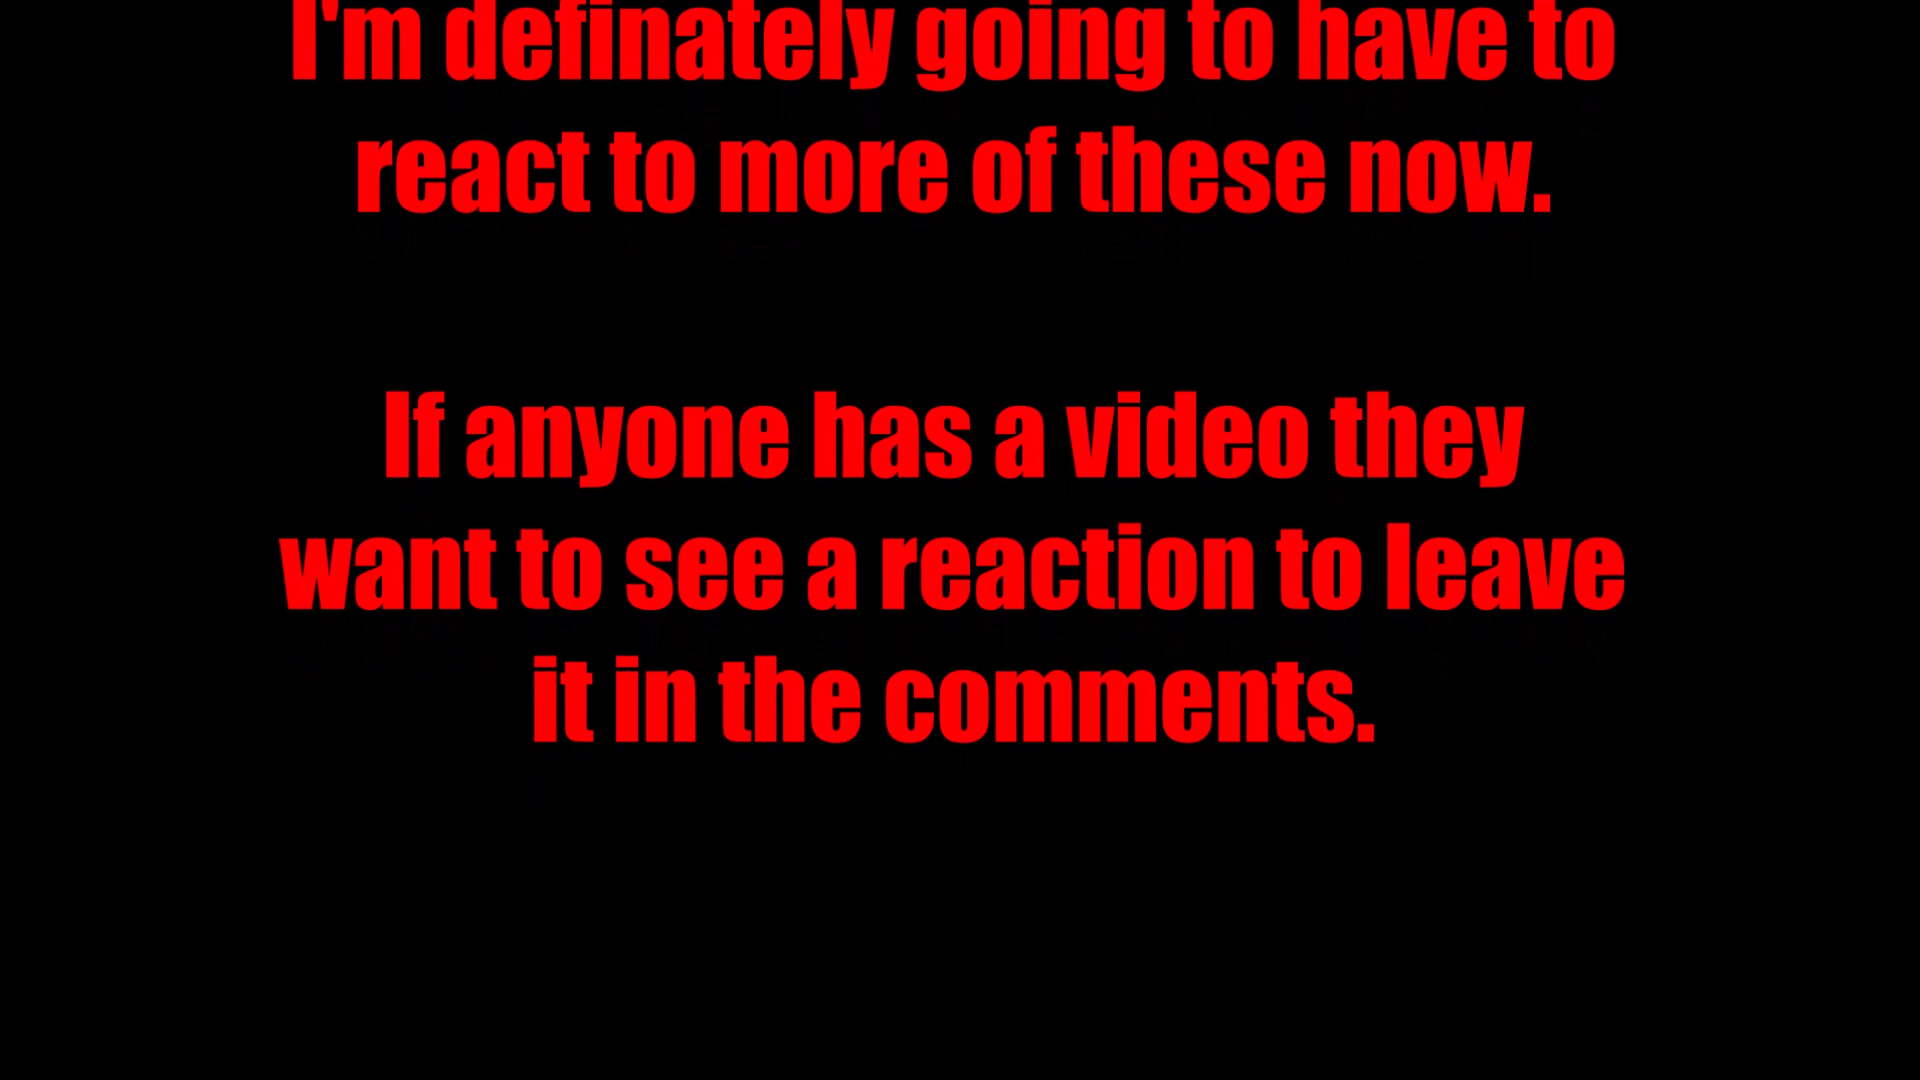 I'm definately going to have to
react to more of these now.
If anyone has a video they
want to see a reaction to leave
it in the comments.